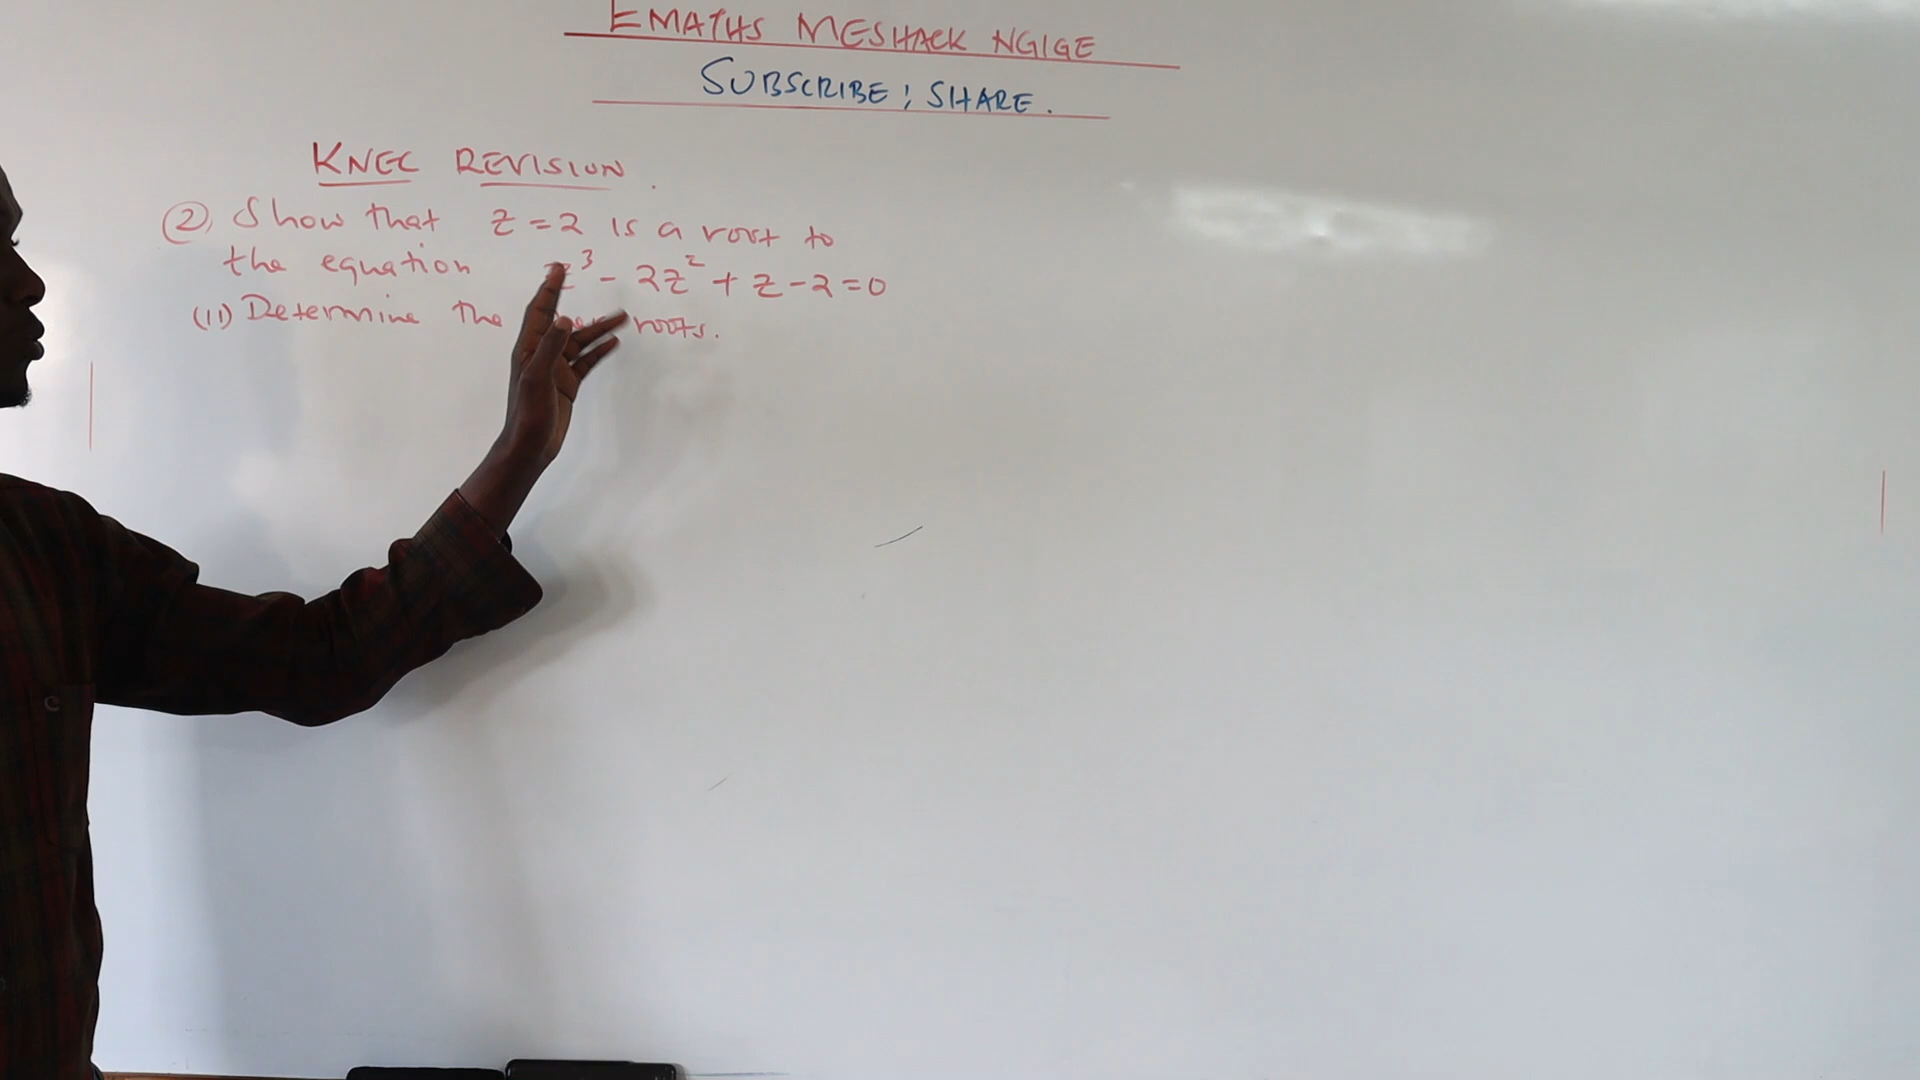 EMATHS MESHACK NGIGE
SUBSCRIBE; SHARE.
KNEC REVISION.
(2) Show that z=2 is a root to
the equation z³ - 2z² + z - 2 = 0
(ii) Determine the roots.